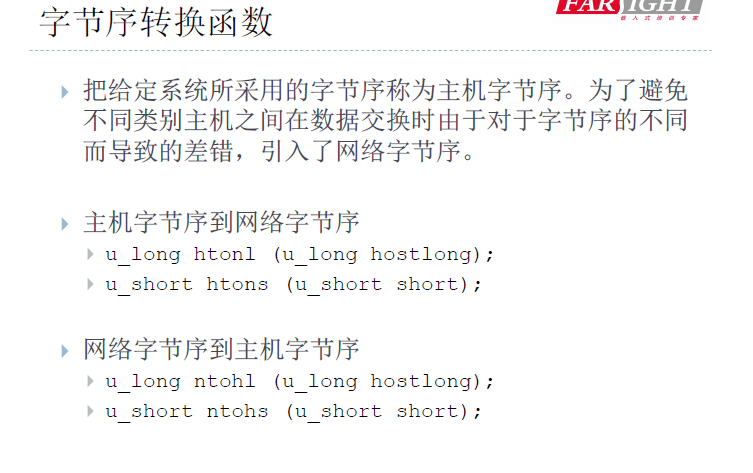 字节序转换函数
FARSIGHT
嵌入式培训专家
把给定系统所采用的字节序称为主机字节序。为了避免
不同类别主机之间在数据交换时由于对于字节序的不同
而导致的差错，引入了网络字节序。
主机字节序到网络字节序
u_long htonl (u_long hostlong);
u_short htons (u_short short);
网络字节序到主机字节序
u_long ntohl (u_long hostlong);
u_short ntohs (u_short short);